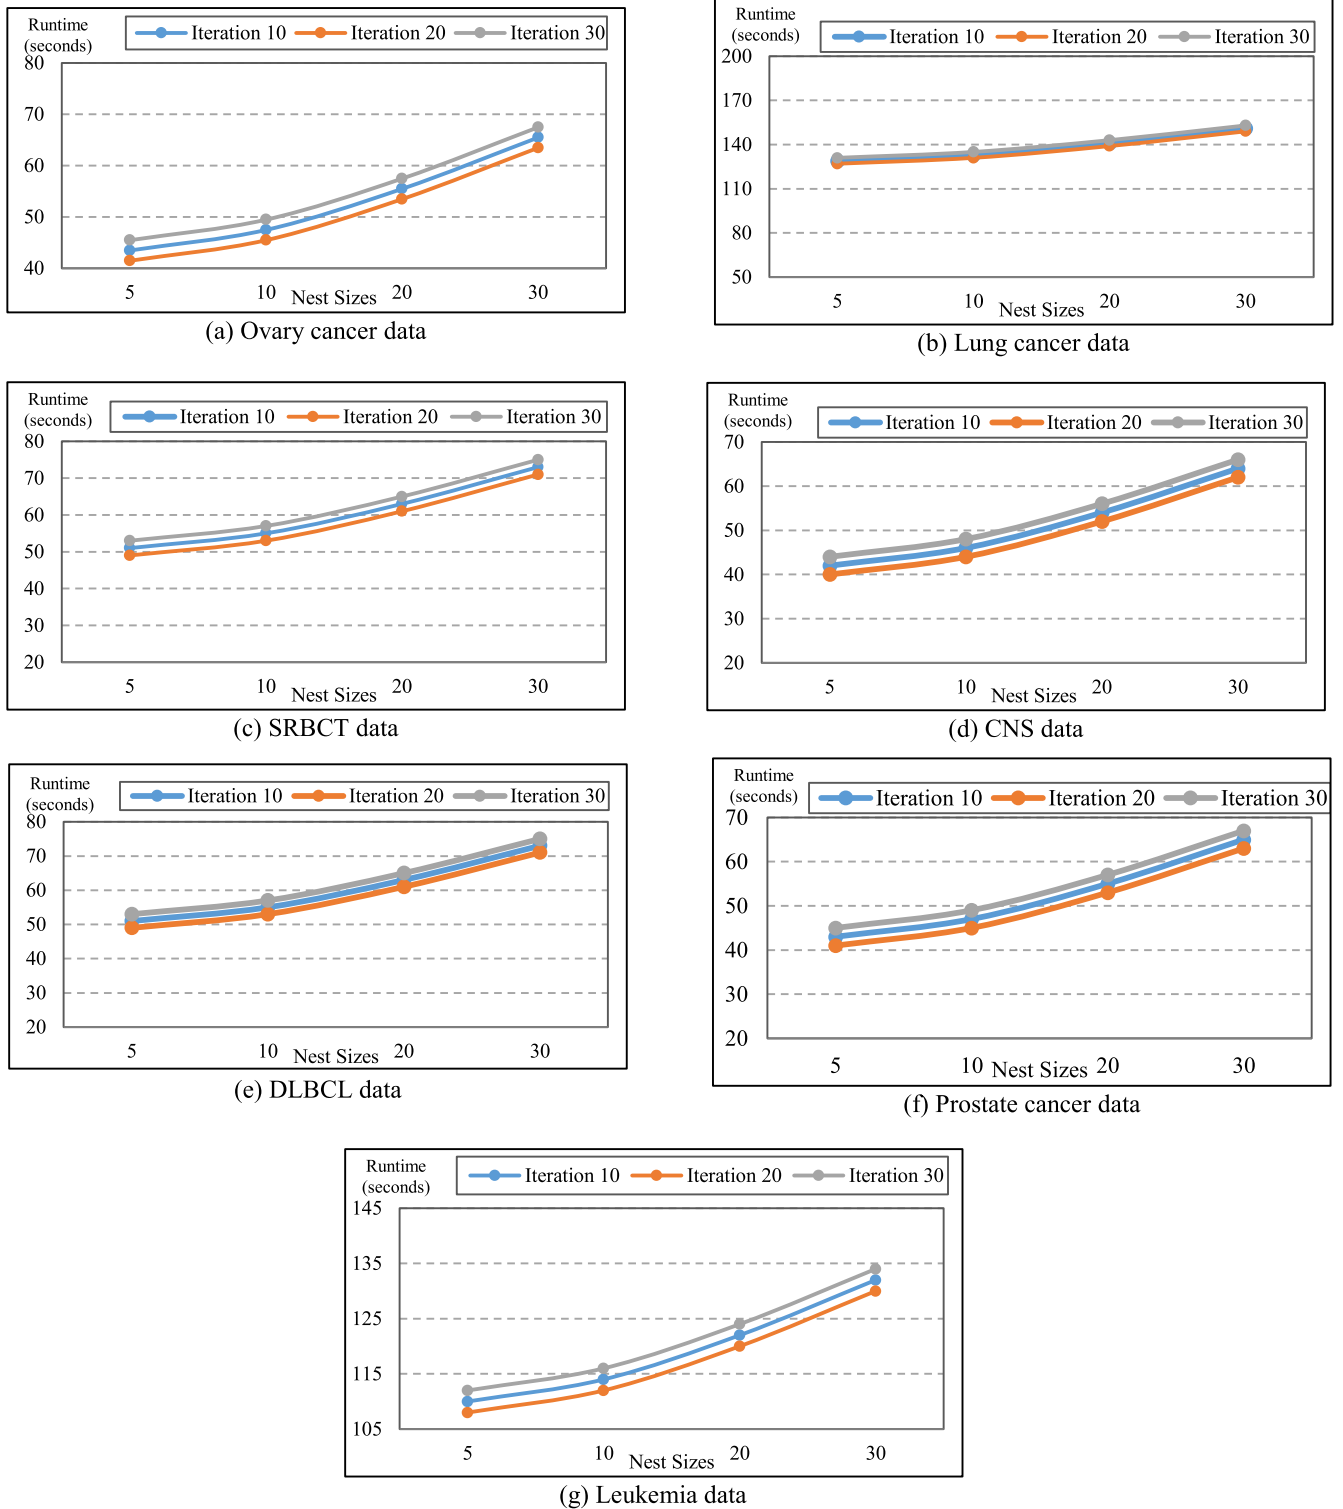 Runtime
(seconds)
Iteration 10 Iteration 20 Iteration 30
80
70
60
50
40
5 10 20 30
Nest Sizes
(a) Ovary cancer data
Runtime
(seconds)
Iteration 10 Iteration 20 Iteration 30
200
170
140
110
80
50
5 10 20 30
Nest Sizes
(b) Lung cancer data
Runtime
(seconds)
Iteration 10 Iteration 20 Iteration 30
80
70
60
50
40
30
20
5 10 20 30
Nest Sizes
(c) SRBCT data
Runtime
(seconds)
Iteration 10 Iteration 20 Iteration 30
70
60
50
40
30
20
5 10 20 30
Nest Sizes
(d) CNS data
Runtime
(seconds)
Iteration 10 Iteration 20 Iteration 30
80
70
60
50
40
30
20
5 10 20 30
Nest Sizes
(e) DLBCL data
Runtime
(seconds)
Iteration 10 Iteration 20 Iteration 30
70
60
50
40
30
20
5 10 20 30
Nest Sizes
(f) Prostate cancer data
Runtime
(seconds)
Iteration 10 Iteration 20 Iteration 30
145
135
125
115
105
5 10 20 30
Nest Sizes
(g) Leukemia data